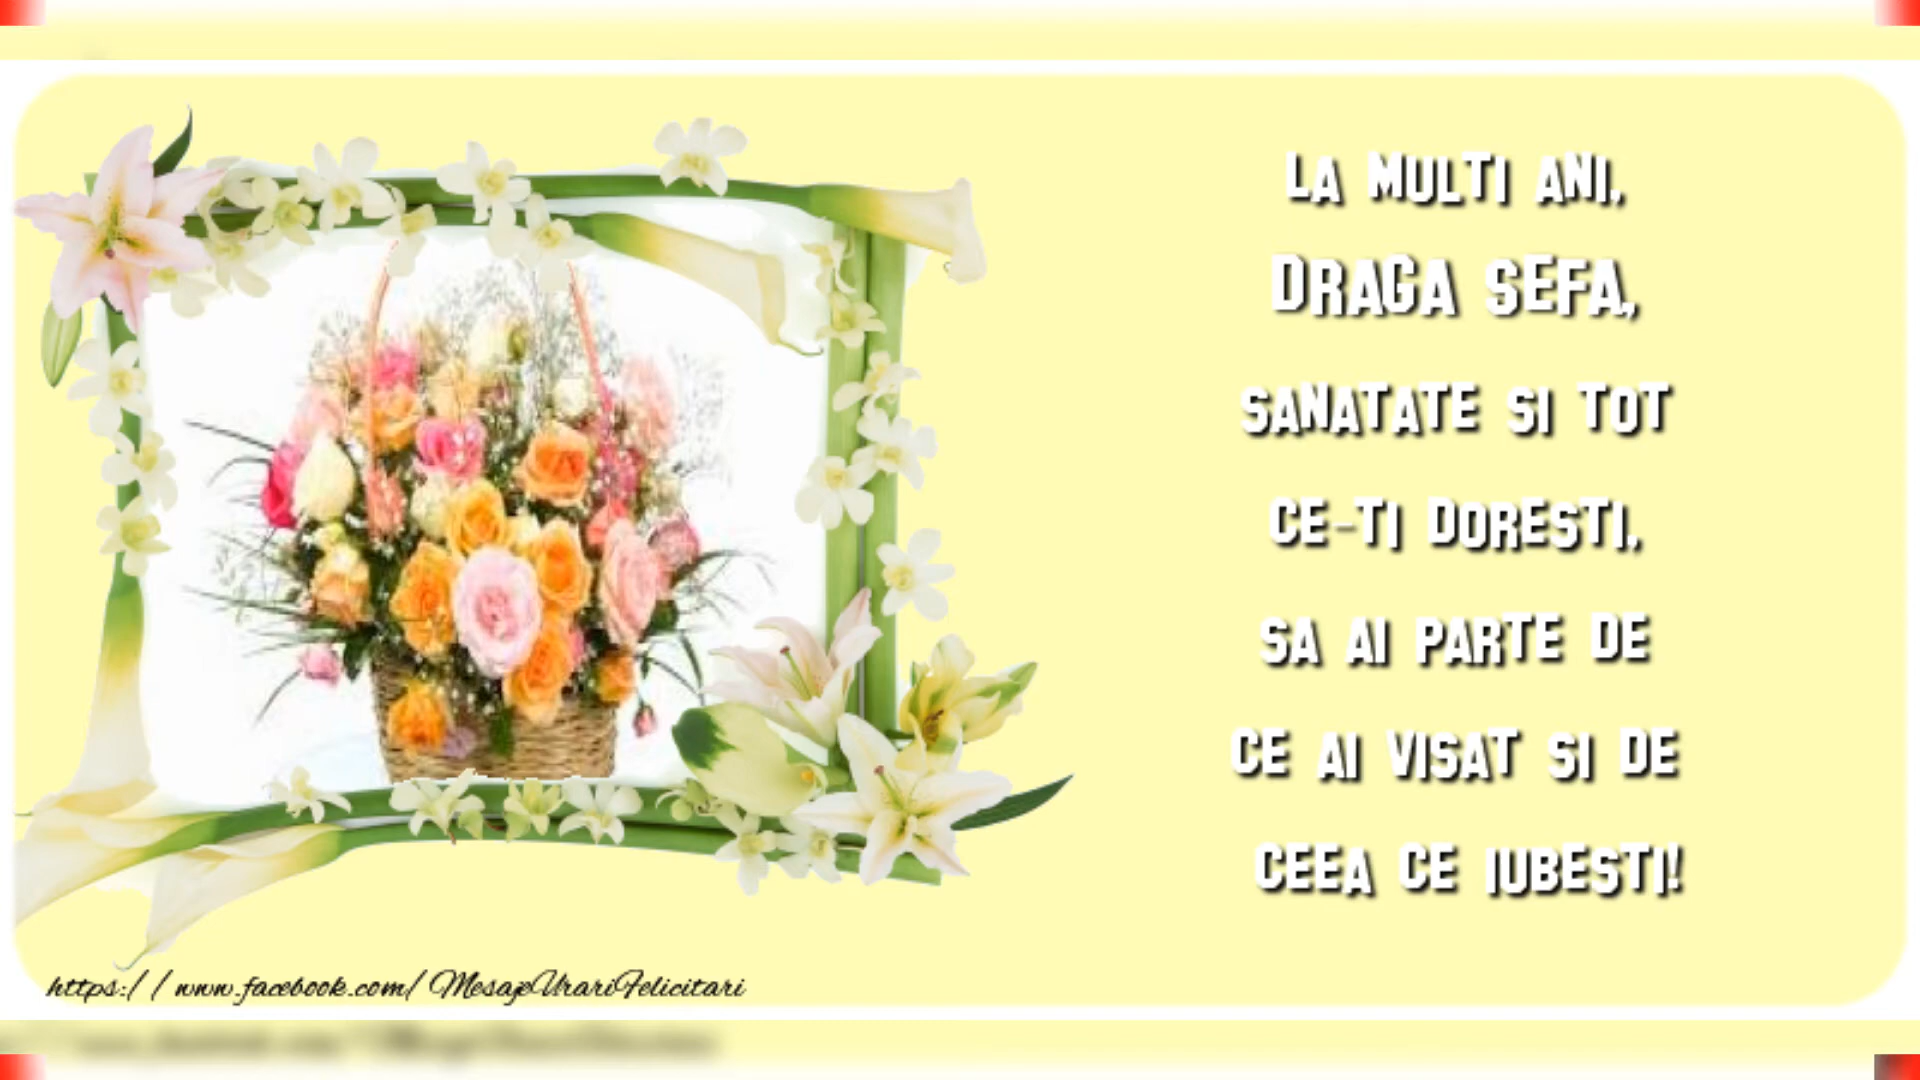 LA MULTI ANI,
DRAGA SEFA,
SANATATE SI TOT
CE-TI DORESTI,
SA AI PARTE DE
CE AI VISAT SI DE
CEEA CE IUBESTI!
https://www.facebook.com/MesajeUrariFelicitari